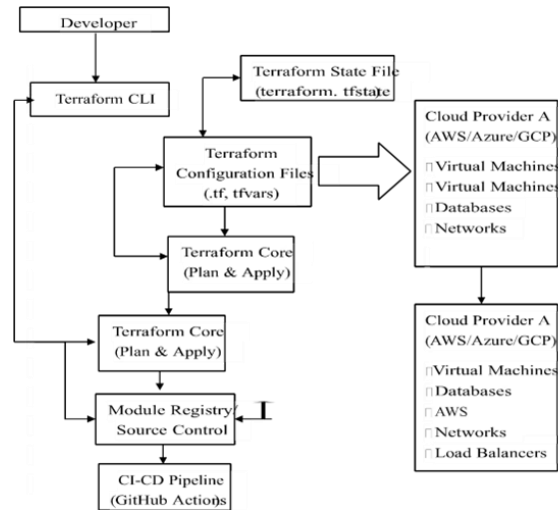 Developer
Terraform CLI
Terraform State File
(terraform. tfstate)
Terraform
Configuration Files
(.tf, tfvars)
Terraform Core
(Plan & Apply)
Terraform Core
(Plan & Apply)
Module Registry/
Source Control
I
CI-CD Pipeline
(GitHub Actions)
Cloud Provider A
(AWS/Azure/GCP)
Virtual Machines
Virtual Machines
Databases
Networks
Cloud Provider A
(AWS/Azure/GCP)
Virtual Machines
Databases
AWS
Networks
Load Balancers